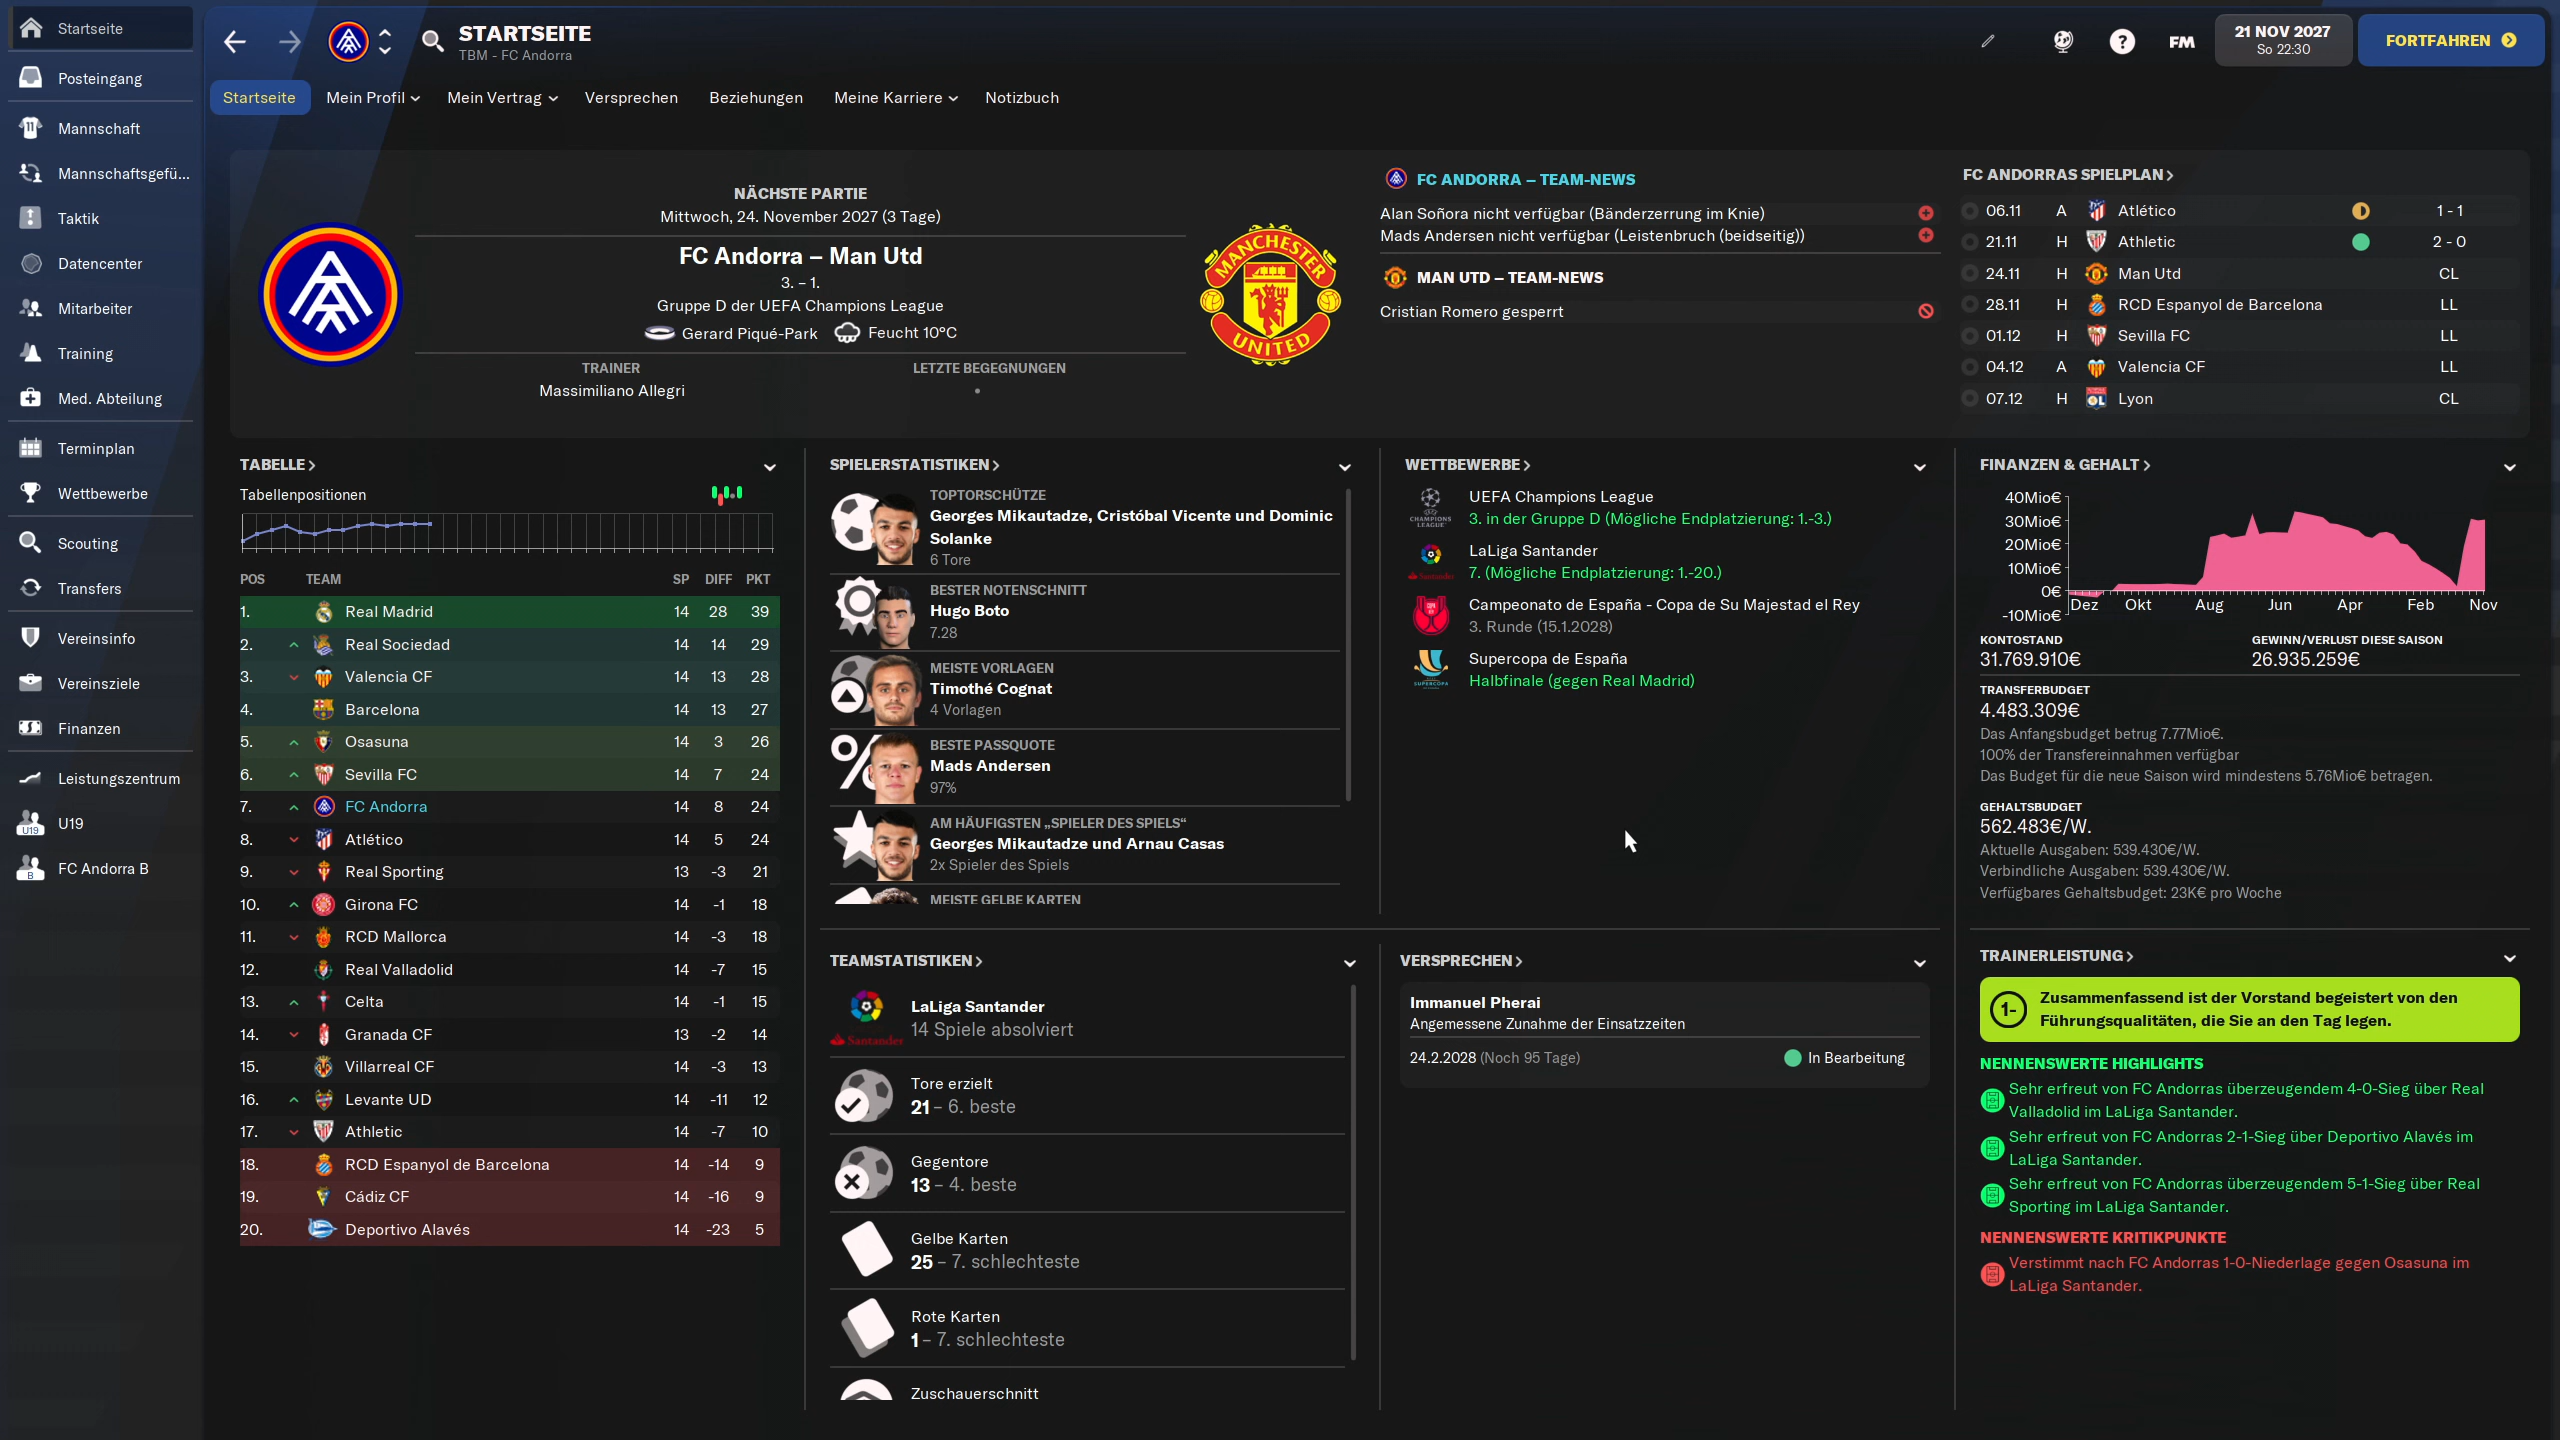 Startseite
Posteingang
Mannschaft
Mannschaftsgefü...
Taktik
Datencenter
Mitarbeiter
Training
Med. Abteilung
Terminplan
Wettbewerbe
Scouting
Transfers
Vereinsinfo
Vereinsziele
Finanzen
Leistungszentrum
U19 U19
B FC Andorra B
STARTSEITE
TBM - FC Andorra
FM
21 NOV 2027
So 22:30
FORTFAHREN
Startseite Mein Profil Mein Vertrag Versprechen Beziehungen Meine Karriere Notizbuch
NÄCHSTE PARTIE
Mittwoch, 24. November 2027 (3 Tage)
FC Andorra – Man Utd
3. – 1.
Gruppe D der UEFA Champions League
Gerard Piqué-Park Feucht 10°C
TRAINER
Massimiliano Allegri
LETZTE BEGEGNUNGEN
MANCHESTER
UNITED
FC ANDORRA – TEAM-NEWS
Alan Soñora nicht verfügbar (Bänderzerrung im Knie)
Mads Andersen nicht verfügbar (Leistenbruch (beidseitig))
MAN UTD – TEAM-NEWS
Cristian Romero gesperrt
FC ANDORRAS SPIELPLAN
06.11 A Atlético 1 - 1
21.11 H Athletic 2 - 0
24.11 H Man Utd CL
28.11 H RCD Espanyol de Barcelona LL
01.12 H Sevilla FC LL
04.12 A Valencia CF LL
07.12 H Lyon CL
TABELLE
Tabellenpositionen
POS TEAM SP DIFF PKT
1. Real Madrid 14 28 39
2. Real Sociedad 14 14 29
3. Valencia CF 14 13 28
4. Barcelona 14 13 27
5. Osasuna 14 3 26
6. Sevilla FC 14 7 24
7. FC Andorra 14 8 24
8. Atlético 14 5 24
9. Real Sporting 13 -3 21
10. Girona FC 14 -1 18
11. RCD Mallorca 14 -3 18
12. Real Valladolid 14 -7 15
13. Celta 14 -1 15
14. Granada CF 13 -2 14
15. Villarreal CF 14 -3 13
16. Levante UD 14 -11 12
17. Athletic 14 -7 10
18. RCD Espanyol de Barcelona 14 -14 9
19. Cádiz CF 14 -16 9
20. Deportivo Alavés 14 -23 5
SPIELERSTATISTIKEN
TOPTORSCHÜTZE
Georges Mikautadze, Cristóbal Vicente und Dominic
Solanke
6 Tore
BESTER NOTENSCHNITT
Hugo Boto
7.28
MEISTE VORLAGEN
Timothé Cognat
4 Vorlagen
BESTE PASSQUOTE
Mads Andersen
97%
AM HÄUFIGSTEN „SPIELER DES SPIELS“
Georges Mikautadze und Arnau Casas
2x Spieler des Spiels
MEISTE GELBE KARTEN
WETTBEWERBE
CHAMPIONS
LEAGUE
UEFA Champions League
3. in der Gruppe D (Mögliche Endplatzierung: 1.-3.)
Santander
LaLiga Santander
7. (Mögliche Endplatzierung: 1.-20.)
Campeonato de España - Copa de Su Majestad el Rey
3. Runde (15.1.2028)
SUPERCOPA
Supercopa de España
Halbfinale (gegen Real Madrid)
FINANZEN & GEHALT
40Mio€
30Mio€
20Mio€
10Mio€
0€
-10Mio€
Dez Okt Aug Jun Apr Feb Nov
KONTOSTAND
31.769.910€
GEWINN/VERLUST DIESE SAISON
26.935.259€
TRANSFERBUDGET
4.483.309€
Das Anfangsbudget betrug 7.77Mio€.
100% der Transfereinnahmen verfügbar
Das Budget für die neue Saison wird mindestens 5.76Mio€ betragen.
GEHALTSBUDGET
562.483€/W.
Aktuelle Ausgaben: 539.430€/W.
Verbindliche Ausgaben: 539.430€/W.
Verfügbares Gehaltsbudget: 23K€ pro Woche
TEAMSTATISTIKEN
Santander
LaLiga Santander
14 Spiele absolviert
Tore erzielt
21 – 6. beste
Gegentore
13 – 4. beste
Gelbe Karten
25 – 7. schlechteste
Rote Karten
1 – 7. schlechteste
Zuschauerschnitt
VERSPRECHEN
Immanuel Pherai
Angemessene Zunahme der Einsatzzeiten
24.2.2028 (Noch 95 Tage) In Bearbeitung
TRAINERLEISTUNG
1-
Zusammenfassend ist der Vorstand begeistert von den
Führungsqualitäten, die Sie an den Tag legen.
NENNENSWERTE HIGHLIGHTS
Sehr erfreut von FC Andorras überzeugendem 4-0-Sieg über Real
Valladolid im LaLiga Santander.
Sehr erfreut von FC Andorras 2-1-Sieg über Deportivo Alavés im
LaLiga Santander.
Sehr erfreut von FC Andorras überzeugendem 5-1-Sieg über Real
Sporting im LaLiga Santander.
NENNENSWERTE KRITIKPUNKTE
Verstimmt nach FC Andorras 1-0-Niederlage gegen Osasuna im
LaLiga Santander.